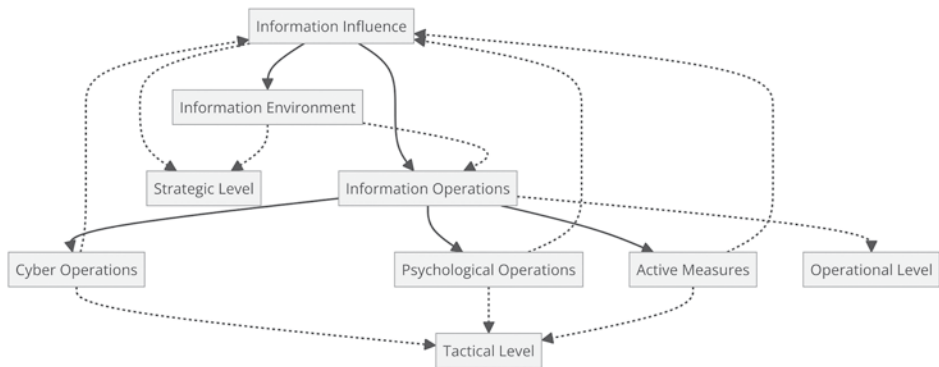 Information Influence
Information Environment
Strategic Level
Information Operations
Cyber Operations
Psychological Operations
Active Measures
Operational Level
Tactical Level